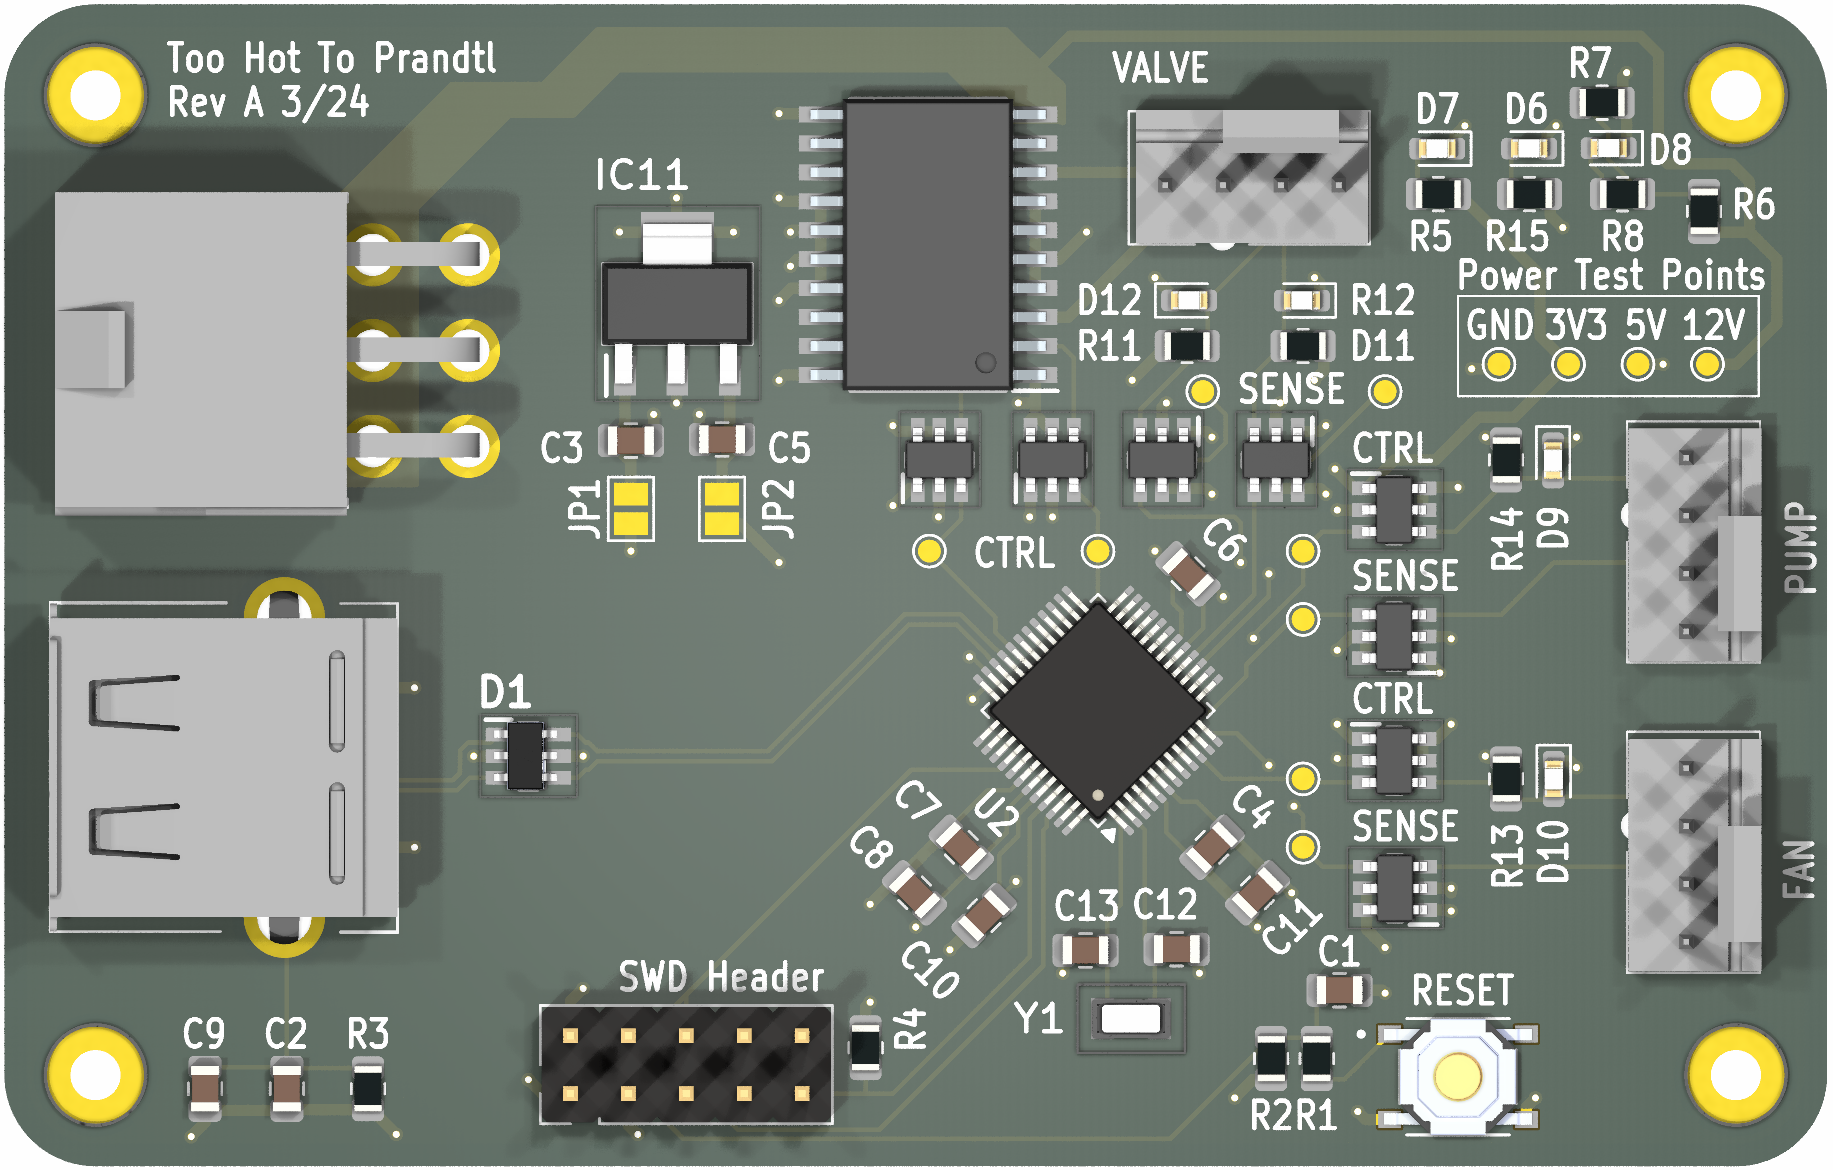 Too Hot To Prandtl
Rev A 3/24
VALVE
R7
D7
D6
D8
IC11
R6
R5
R15
R8
Power Test Points
GND 3V3 5V 12V
D12
R12
R11
D11
SENSE
C3
C5
JP1
JP2
CTRL
CTRL
C6
R14
D9
PUMP
SENSE
D1
CTRL
C7
U2
C4
SENSE
C8
R13
D10
FAN
C13
C12
C11
C10
C1
SWD Header
RESET
Y1
R4
C9
C2
R3
R2
R1